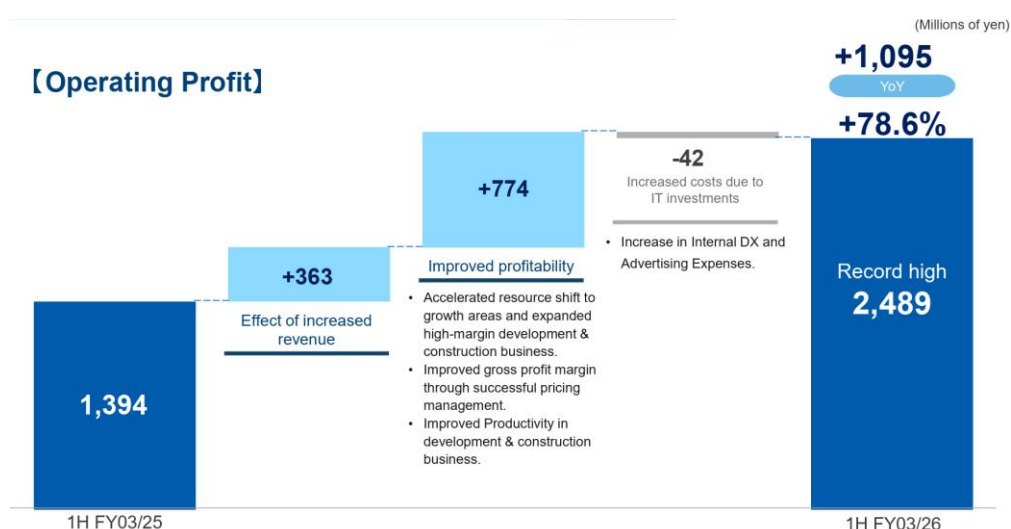 (Millions of yen)
【Operating Profit】
+1,095
YoY
+78.6%
1,394
1H FY03/25
+363
Effect of increased
revenue
+774
Improved profitability
• Accelerated resource shift to
growth areas and expanded
high-margin development &
construction business.
• Improved gross profit margin
through successful pricing
management.
• Improved Productivity in
development & construction
business.
-42
Increased costs due to
IT investments
• Increase in Internal DX and
Advertising Expenses.
Record high
2,489
1H FY03/26